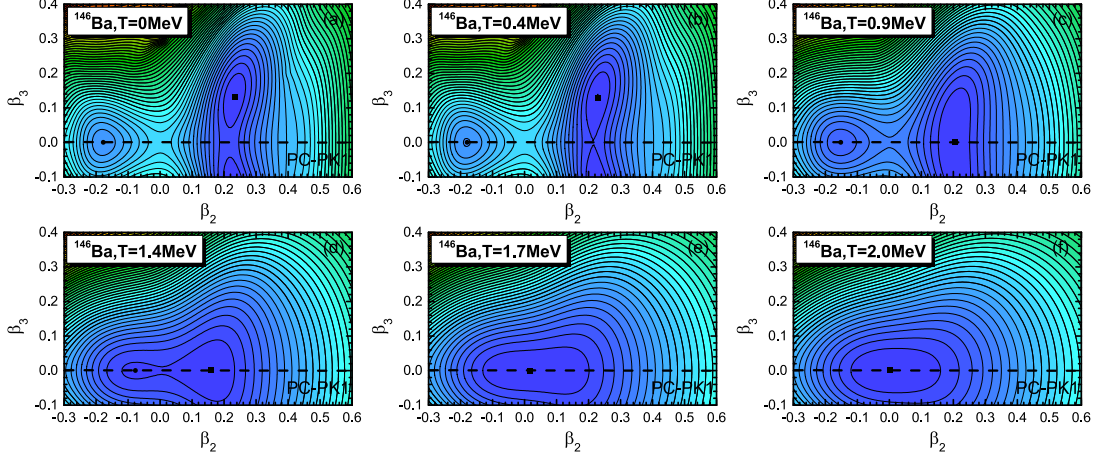 ¹⁴⁶Ba,T=0MeV (a)
0.4
0.3
0.2
0.1
0.0
-0.1
β₃
PC-PK1
-0.3 -0.2 -0.1 0.0 0.1 0.2 0.3 0.4 0.5 0.6
β₂
¹⁴⁶Ba,T=0.4MeV (b)
0.4
0.3
0.2
0.1
0.0
-0.1
β₃
PC-PK1
-0.3 -0.2 -0.1 0.0 0.1 0.2 0.3 0.4 0.5 0.6
β₂
¹⁴⁶Ba,T=0.9MeV (c)
0.4
0.3
0.2
0.1
0.0
-0.1
β₃
PC-PK1
-0.3 -0.2 -0.1 0.0 0.1 0.2 0.3 0.4 0.5 0.6
β₂
¹⁴⁶Ba,T=1.4MeV (d)
0.4
0.3
0.2
0.1
0.0
-0.1
β₃
PC-PK1
-0.3 -0.2 -0.1 0.0 0.1 0.2 0.3 0.4 0.5 0.6
β₂
¹⁴⁶Ba,T=1.7MeV (e)
0.4
0.3
0.2
0.1
0.0
-0.1
β₃
PC-PK1
-0.3 -0.2 -0.1 0.0 0.1 0.2 0.3 0.4 0.5 0.6
β₂
¹⁴⁶Ba,T=2.0MeV (f)
0.4
0.3
0.2
0.1
0.0
-0.1
β₃
PC-PK1
-0.3 -0.2 -0.1 0.0 0.1 0.2 0.3 0.4 0.5 0.6
β₂